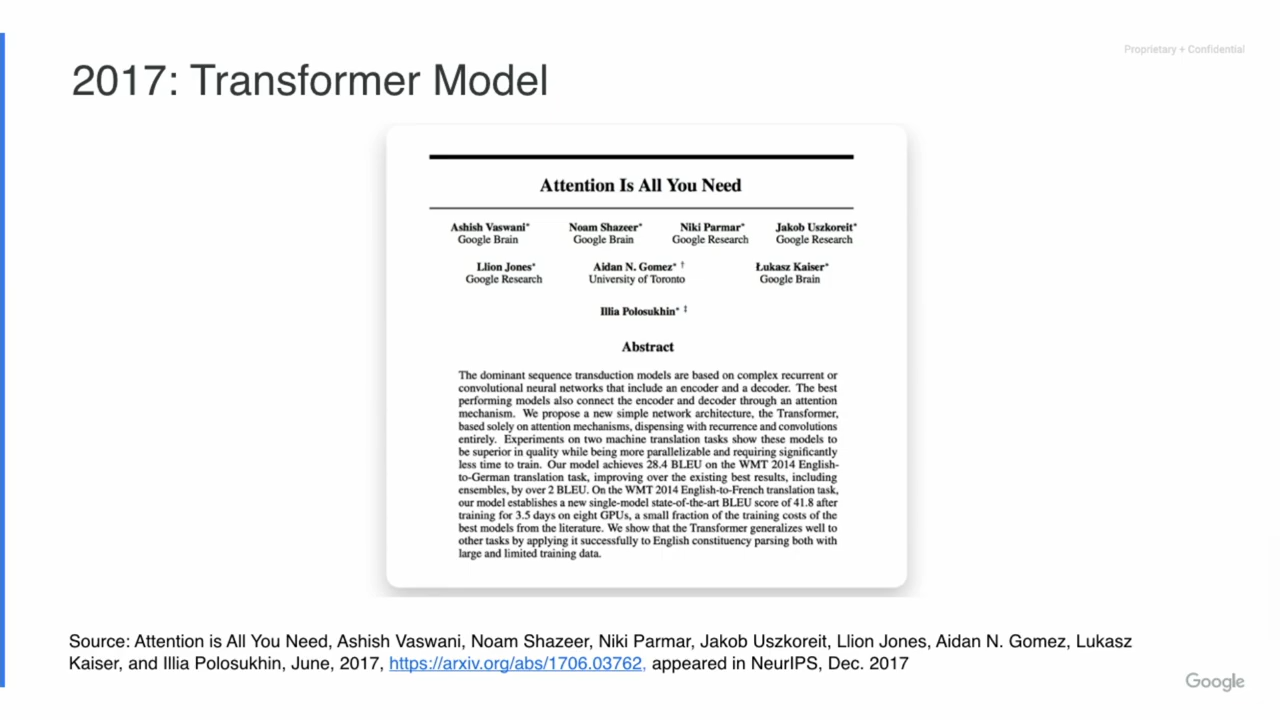 Proprietary + Confidential
2017: Transformer Model
Attention Is All You Need
Ashish Vaswani* Noam Shazeer* Niki Parmar* Jakob Uszkoreit*
Google Brain Google Brain Google Research Google Research
Llion Jones* Aidan N. Gomez* † Łukasz Kaiser*
Google Research University of Toronto Google Brain
Illia Polosukhin* ‡
Abstract
The dominant sequence transduction models are based on complex recurrent or
convolutional neural networks that include an encoder and a decoder. The best
performing models also connect the encoder and decoder through an attention
mechanism. We propose a new simple network architecture, the Transformer,
based solely on attention mechanisms, dispensing with recurrence and convolutions
entirely. Experiments on two machine translation tasks show these models to
be superior in quality while being more parallelizable and requiring significantly
less time to train. Our model achieves 28.4 BLEU on the WMT 2014 English-
to-German translation task, improving over the existing best results, including
ensembles, by over 2 BLEU. On the WMT 2014 English-to-French translation task,
our model establishes a new single-model state-of-the-art BLEU score of 41.8 after
training for 3.5 days on eight GPUs, a small fraction of the training costs of the
best models from the literature. We show that the Transformer generalizes well to
other tasks by applying it successfully to English constituency parsing both with
large and limited training data.
Source: Attention is All You Need, Ashish Vaswani, Noam Shazeer, Niki Parmar, Jakob Uszkoreit, Llion Jones, Aidan N. Gomez, Lukasz
Kaiser, and Illia Polosukhin, June, 2017, https://arxiv.org/abs/1706.03762, appeared in NeurIPS, Dec. 2017
Google